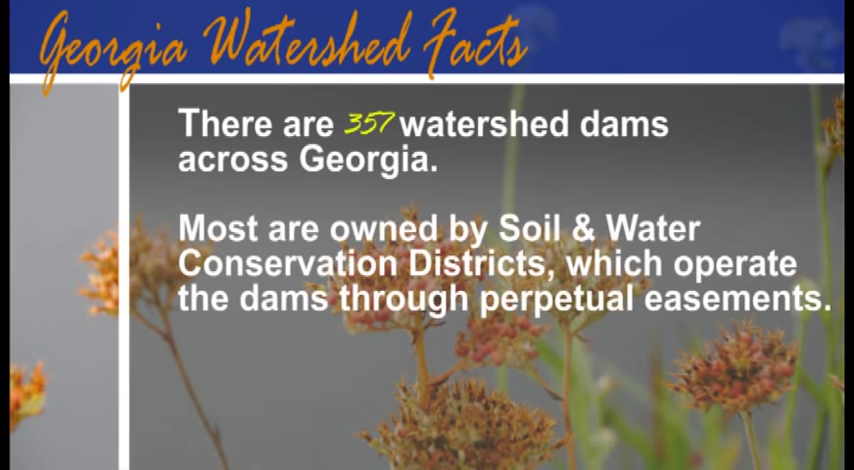 Georgia Watershed Facts
There are 357 watershed dams
across Georgia.
Most are owned by Soil & Water
Conservation Districts, which operate
the dams through perpetual easements.